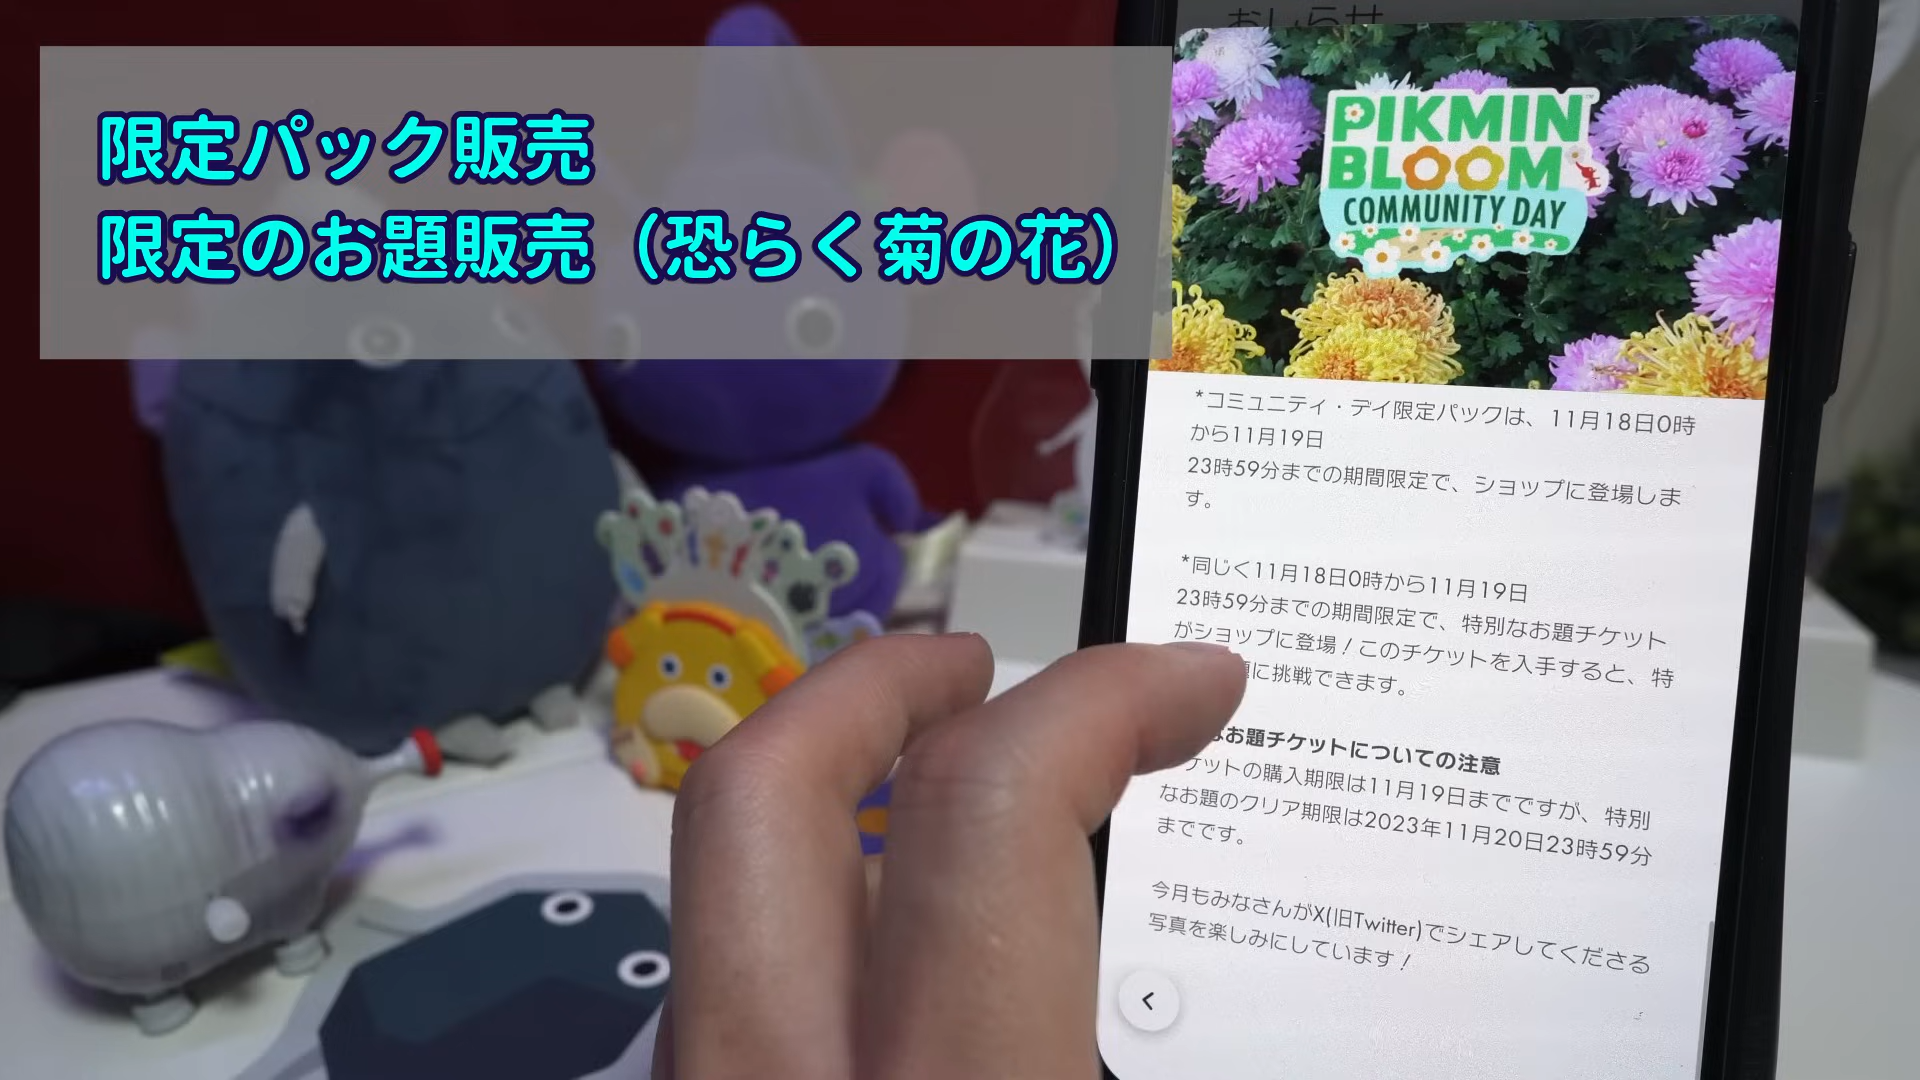 限定パック販売
限定のお題販売（恐らく菊の花）
おしらせ
PIKMIN
BLOOM
COMMUNITY DAY
*コミュニティ・デイ限定パックは、11月18日0時
から11月19日
23時59分までの期間限定で、ショップに登場しま
す。
*同じく11月18日0時から11月19日
23時59分までの期間限定で、特別なお題チケット
がショップに登場！このチケットを入手すると、特
題に挑戦できます。
なお題チケットについての注意
ケットの購入期限は11月19日までですが、特別
なお題のクリア期限は2023年11月20日23時59分
までです。
今月もみなさんがX(旧Twitter)でシェアしてくださる
写真を楽しみにしています！